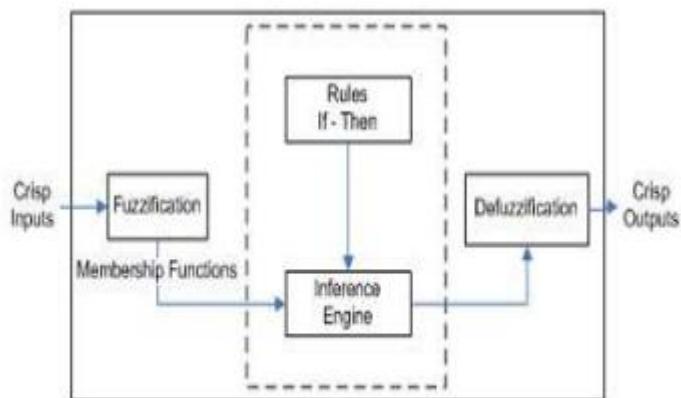 Rules
If - Then
Crisp
Inputs
Fuzzification
Defuzzification
Crisp
Outputs
Membership Functions
Inference
Engine